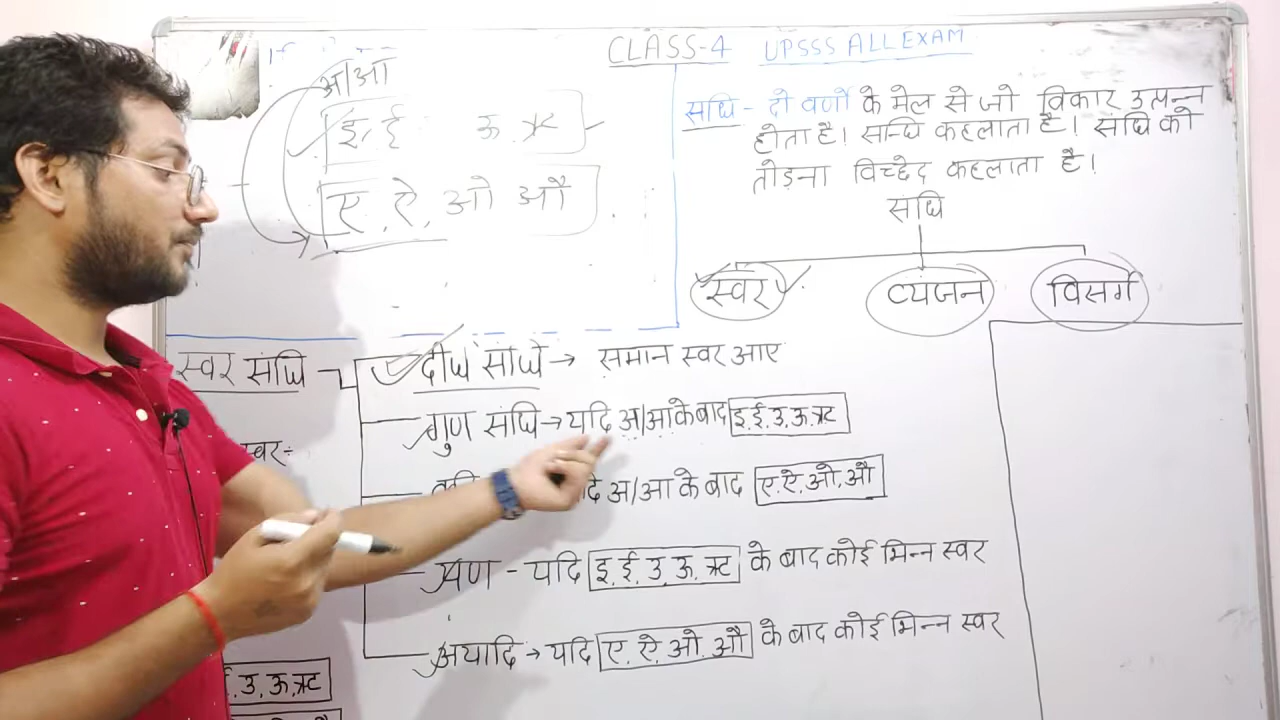 CLASS-4 UPSSS ALL EXAM
अ/आ
इ, ई ऊ ऋ
ए, ऐ, ओ औ
संधि - दो वर्णो के मेल से जो विकार उत्पन्न
होता है। सन्धि कहलाता है। संधि को
तोड़ना विच्छेद कहलाता है।
संधि
स्वर व्यंजन विसर्ग
स्वर संधि
दीर्घ संधि → समान स्वर आए
गुण संधि → यदि अ/आ के बाद इ. ई. उ. ऊ. ऋ
अ/आ के बाद ए. ऐ. ओ. औ
यण - यदि इ. ई. उ. ऊ. ऋ के बाद कोई भिन्न स्वर
अयादि → यदि ए. ऐ. ओ. औ के बाद कोई भिन्न स्वर
ई. उ. ऊ. ऋ